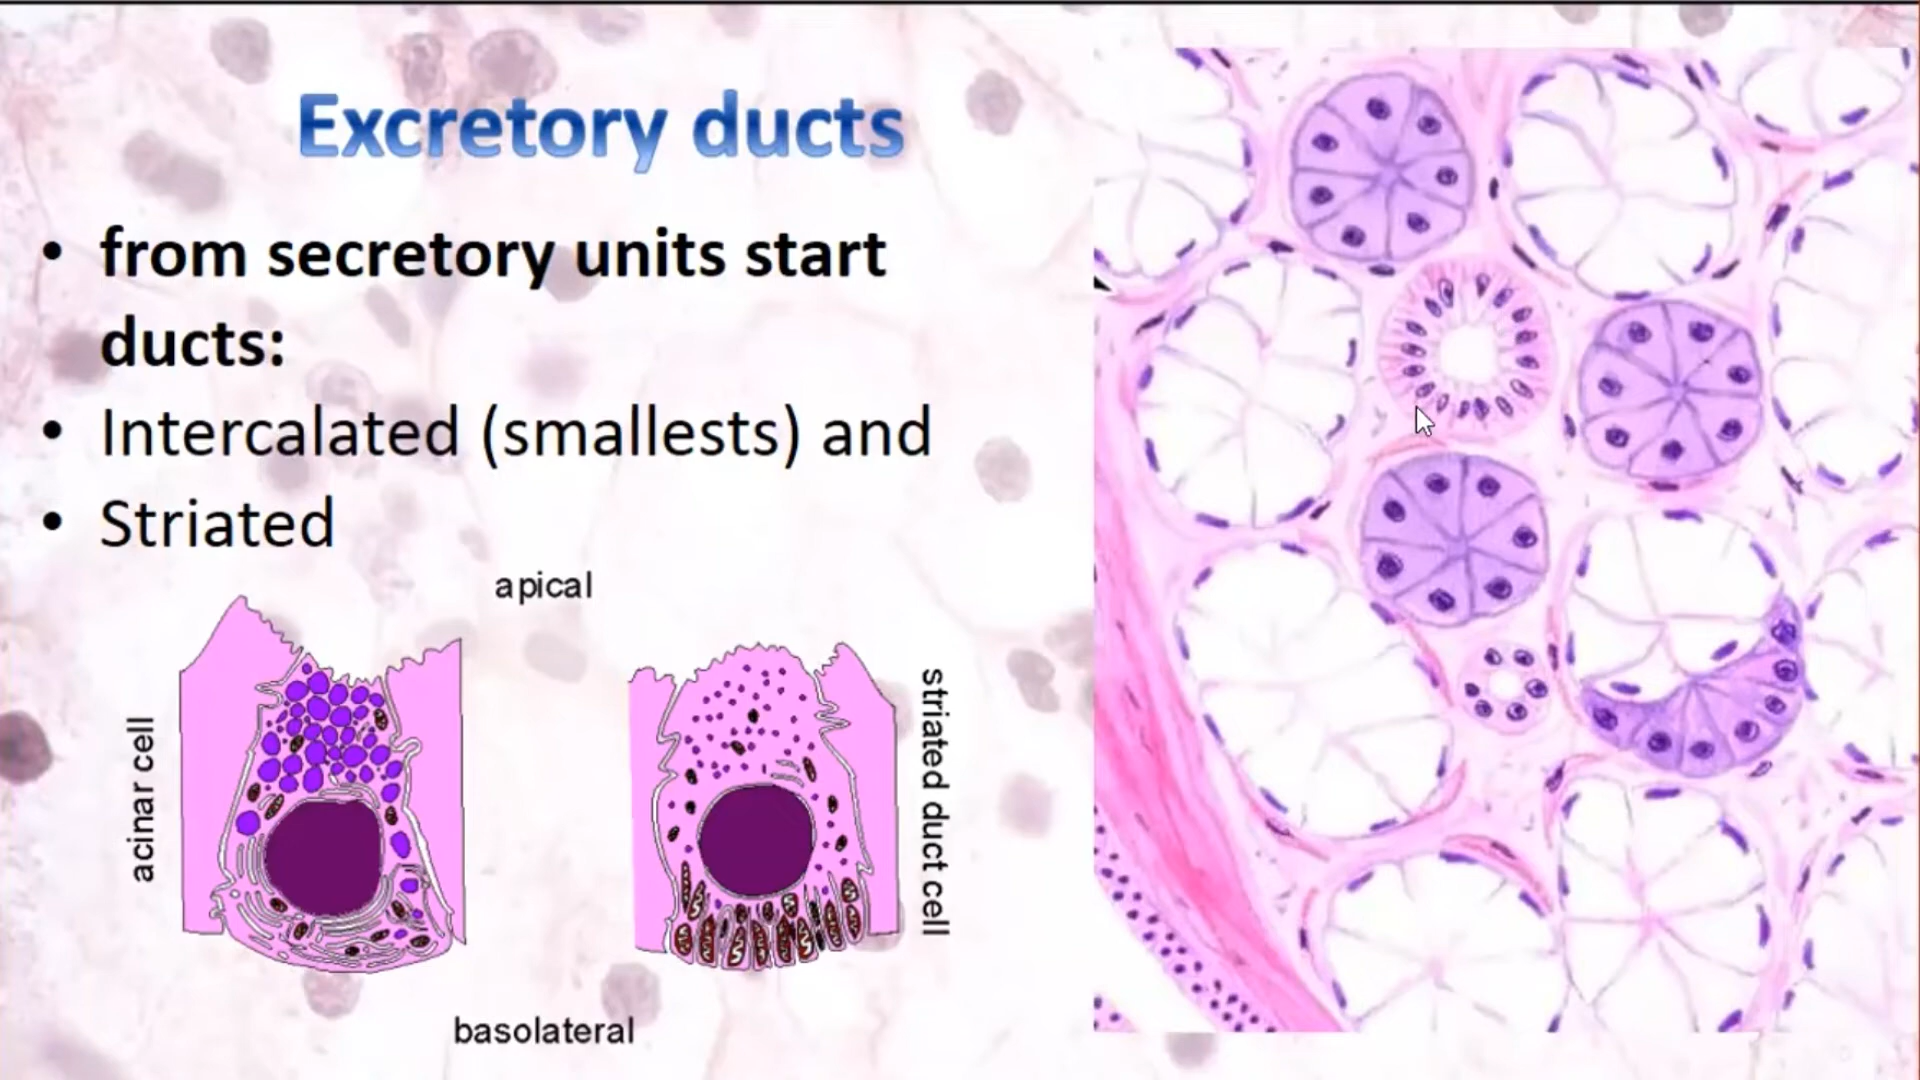 Excretory ducts
• from secretory units start
ducts:
• Intercalated (smallests) and
• Striated
apical
acinar cell
striated duct cell
basolateral